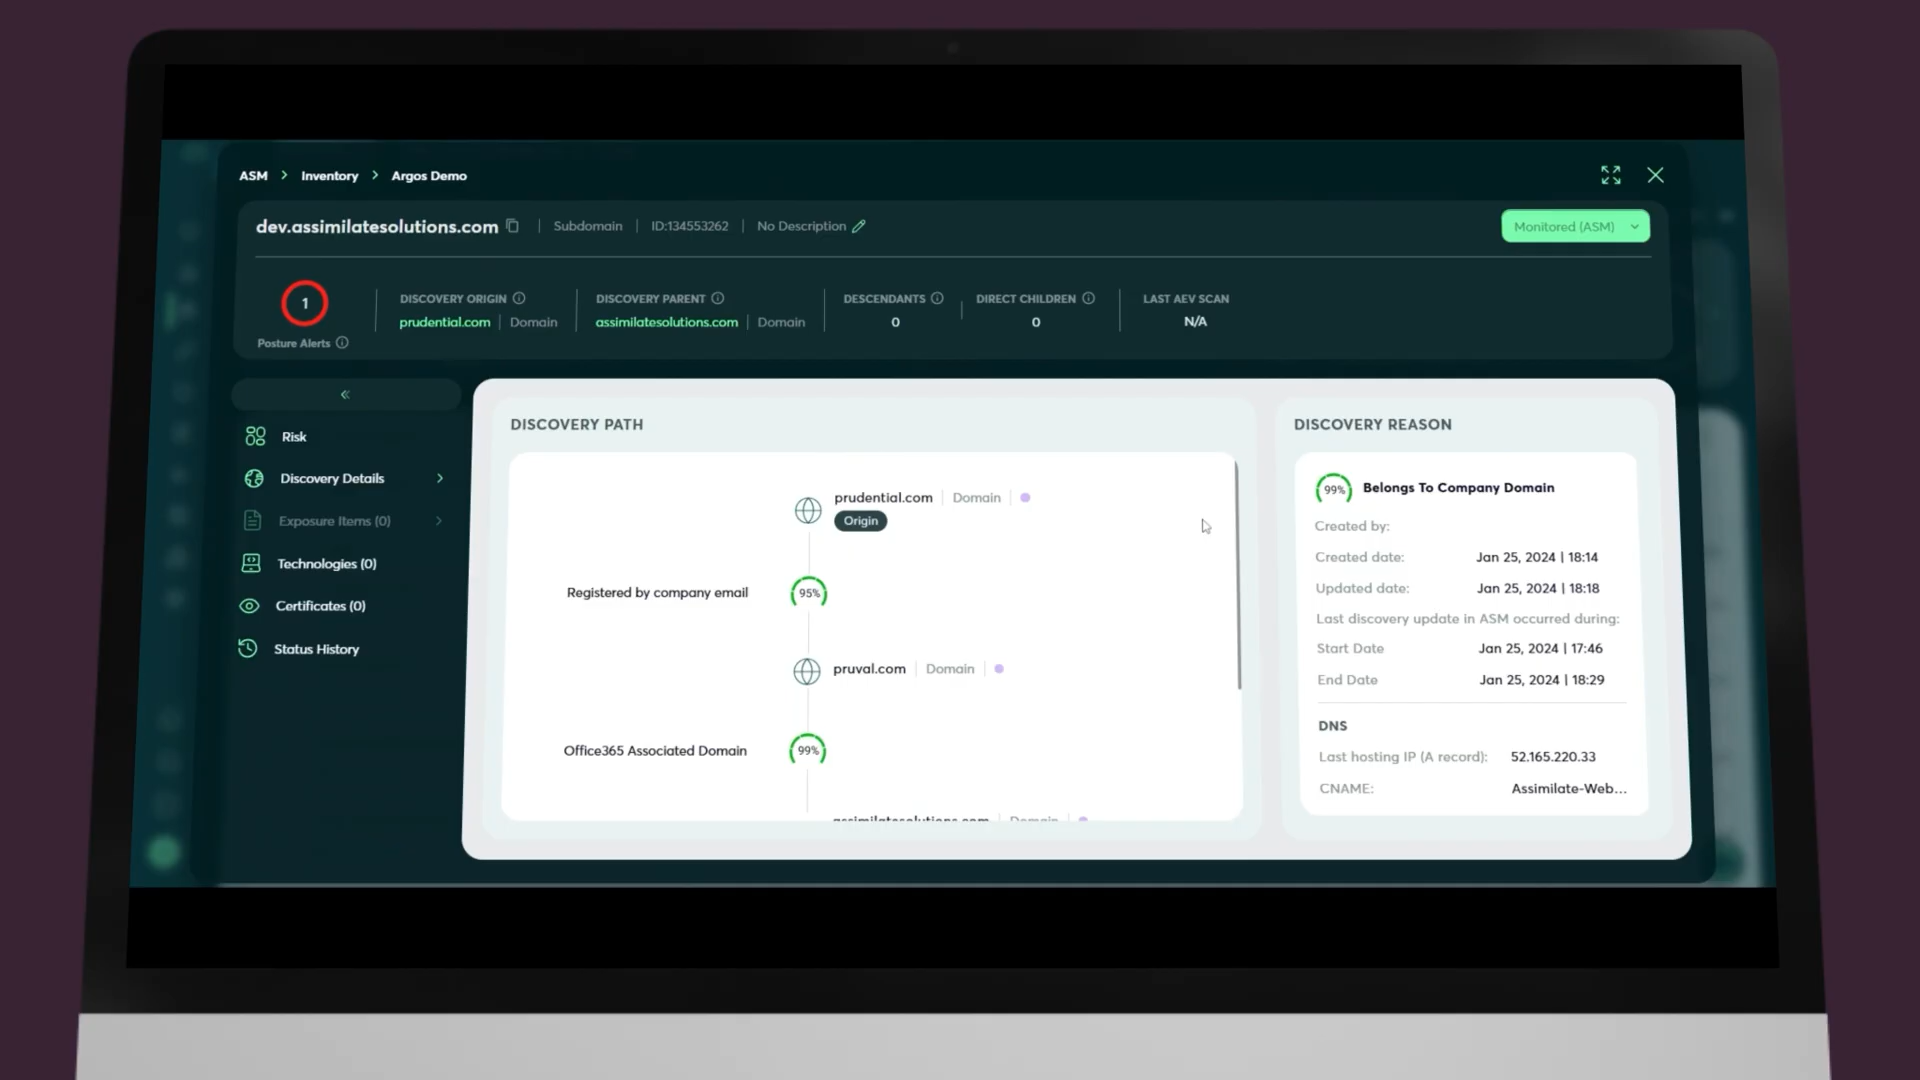 ASM > Inventory > Argos Demo
dev.assimilatesolutions.com | Subdomain | ID:134553262 | No Description
Monitored (ASM)
1
Posture Alerts
DISCOVERY ORIGIN
prudential.com | Domain
DISCOVERY PARENT
assimilatesolutions.com | Domain
DESCENDANTS
0
DIRECT CHILDREN
0
LAST AEV SCAN
N/A
Risk
Discovery Details
Exposure Items (0)
Technologies (0)
Certificates (0)
Status History
DISCOVERY PATH
prudential.com | Domain
Origin
Registered by company email 95%
pruval.com | Domain
Office365 Associated Domain 99%
assimilatesolutions.com | Domain
DISCOVERY REASON
99% Belongs To Company Domain
Created by:
Created date: Jan 25, 2024 | 18:14
Updated date: Jan 25, 2024 | 18:18
Last discovery update in ASM occurred during:
Start Date Jan 25, 2024 | 17:46
End Date Jan 25, 2024 | 18:29
DNS
Last hosting IP (A record): 52.165.220.33
CNAME: Assimilate-Web...